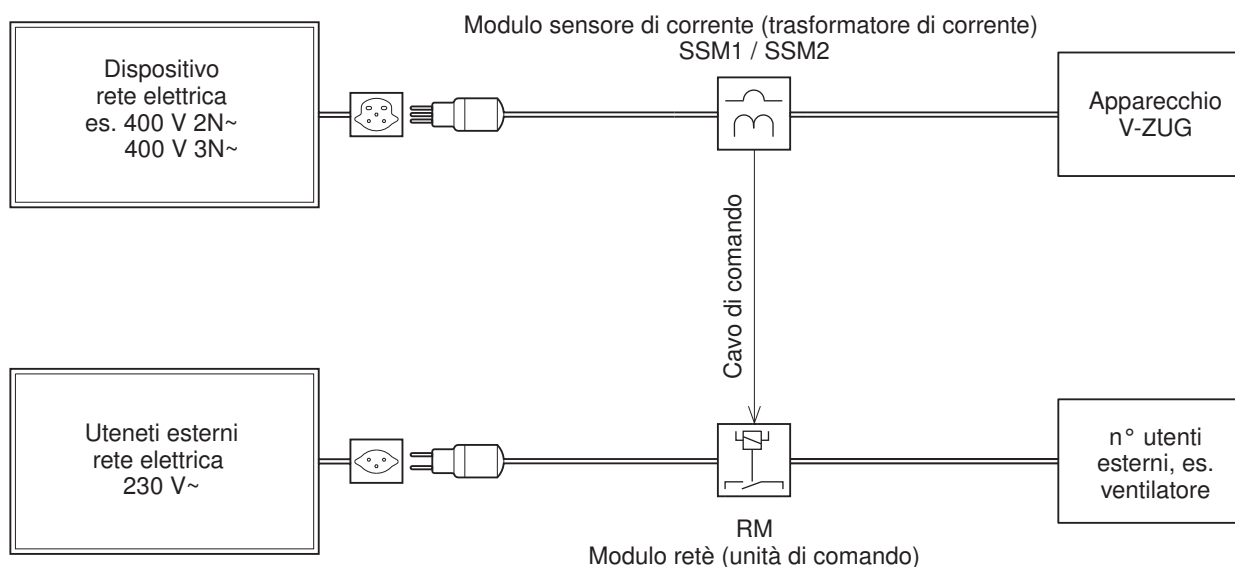 Modulo sensore di corrente (trasformatore di corrente)
SSM1 / SSM2
Dispositivo
rete elettrica
es. 400 V 2N~
400 V 3N~
Apparecchio
V-ZUG
Cavo di comando
Uteneti esterni
rete elettrica
230 V~
n° utenti
esterni, es.
ventilatore
RM
Modulo retè (unità di comando)